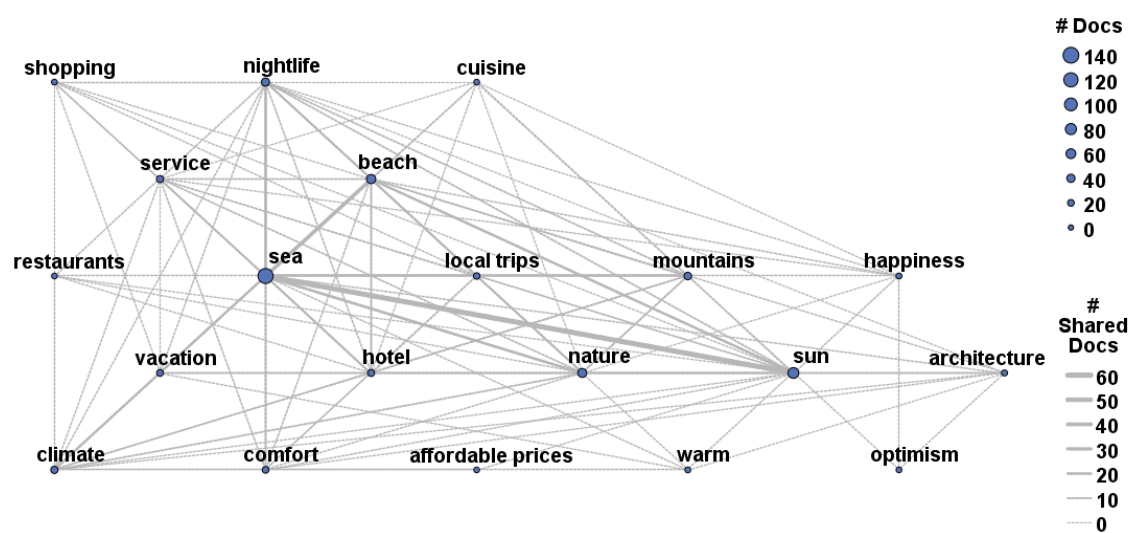 # Docs
140
120
100
80
60
40
20
0
shopping nightlife cuisine
service beach
restaurants sea local trips mountains happiness
vacation hotel nature sun architecture
climate comfort affordable prices warm optimism
#
Shared
Docs
60
50
40
30
20
10
0